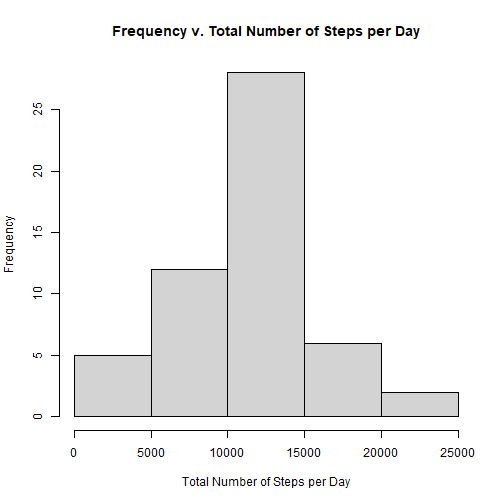 Frequency v. Total Number of Steps per Day
Frequency
25
20
15
10
5
0
0 5000 10000 15000 20000 25000
Total Number of Steps per Day